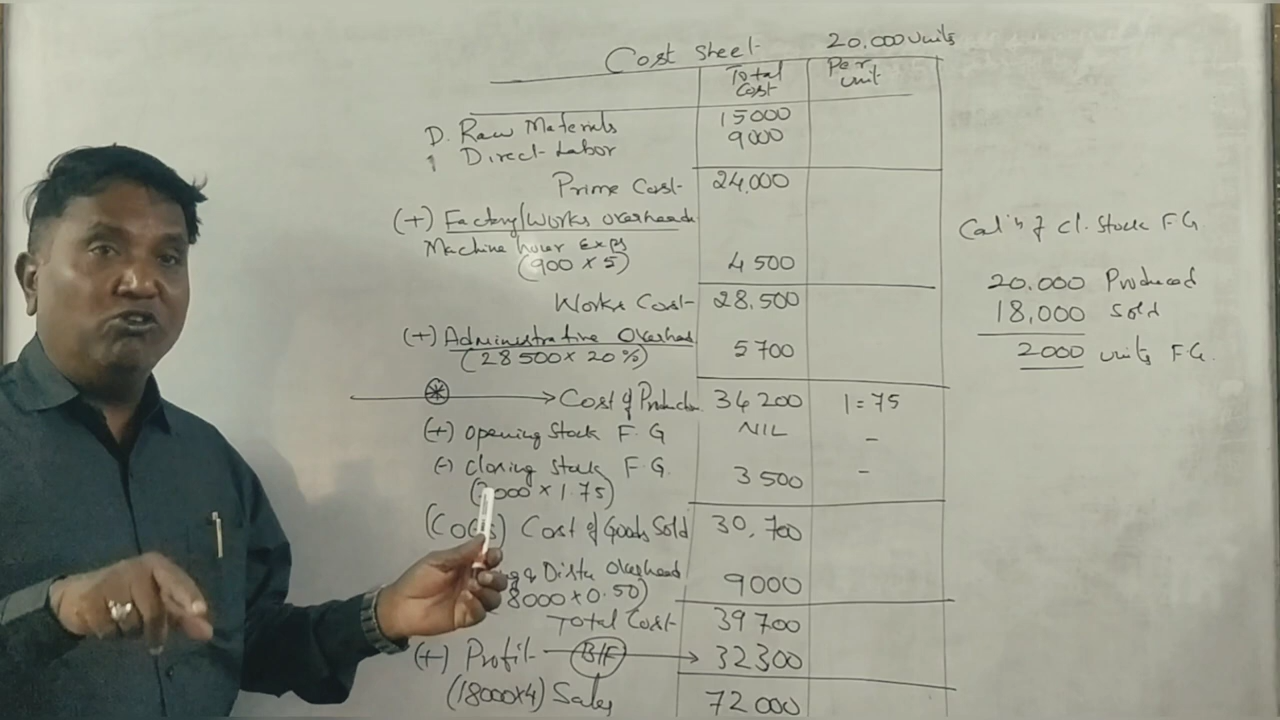 Cost Sheet 20,000 units
Total Cost Per unit
D. Raw Materials 15000
Direct Labor 9000
Prime Cost 24,000
(+) Factory/Works overheads
Machine hour Exps
(900 × 5) 4500
Works Cost 28,500
(+) Administrative Overhead
(28500 × 20%) 5700
Cost of Production 34200 1=75
(+) Opening Stock F.G NIL -
(-) Closing Stock F.G. 3500 -
(2000 × 1.75)
(COGS) Cost of Goods Sold 30,700
& Distn Overhead 9000
8000 × 0.50)
Total Cost 39700
(+) Profit B/F 32300
(18000×4) Sales 72000
Cal'n of Cl. Stock F.G.
20.000 Produced
18,000 Sold
2000 units F.G.